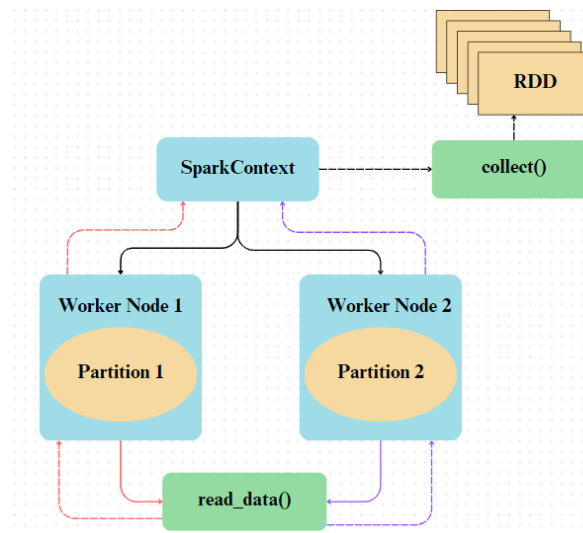 RDD
SparkContext
collect()
Worker Node 1
Worker Node 2
Partition 1
Partition 2
read_data()